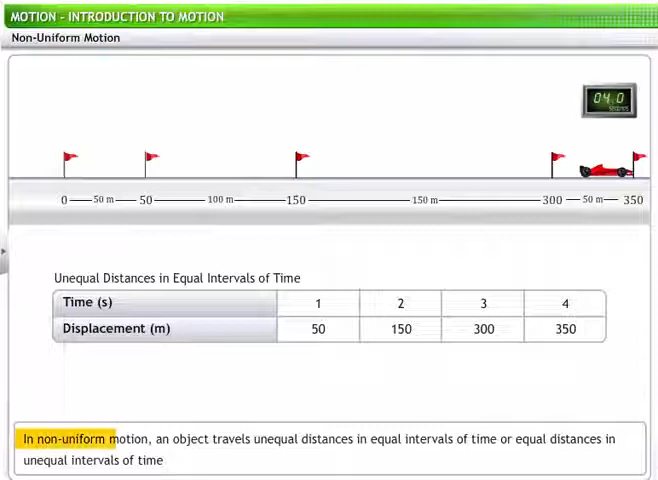 MOTION - INTRODUCTION TO MOTION
Non-Uniform Motion
04.0
SECONDS
0 50 m 50 100 m 150 150 m 300 50 m 350
Unequal Distances in Equal Intervals of Time
Time (s) 1 2 3 4
Displacement (m) 50 150 300 350
In non-uniform motion, an object travels unequal distances in equal intervals of time or equal distances in
unequal intervals of time